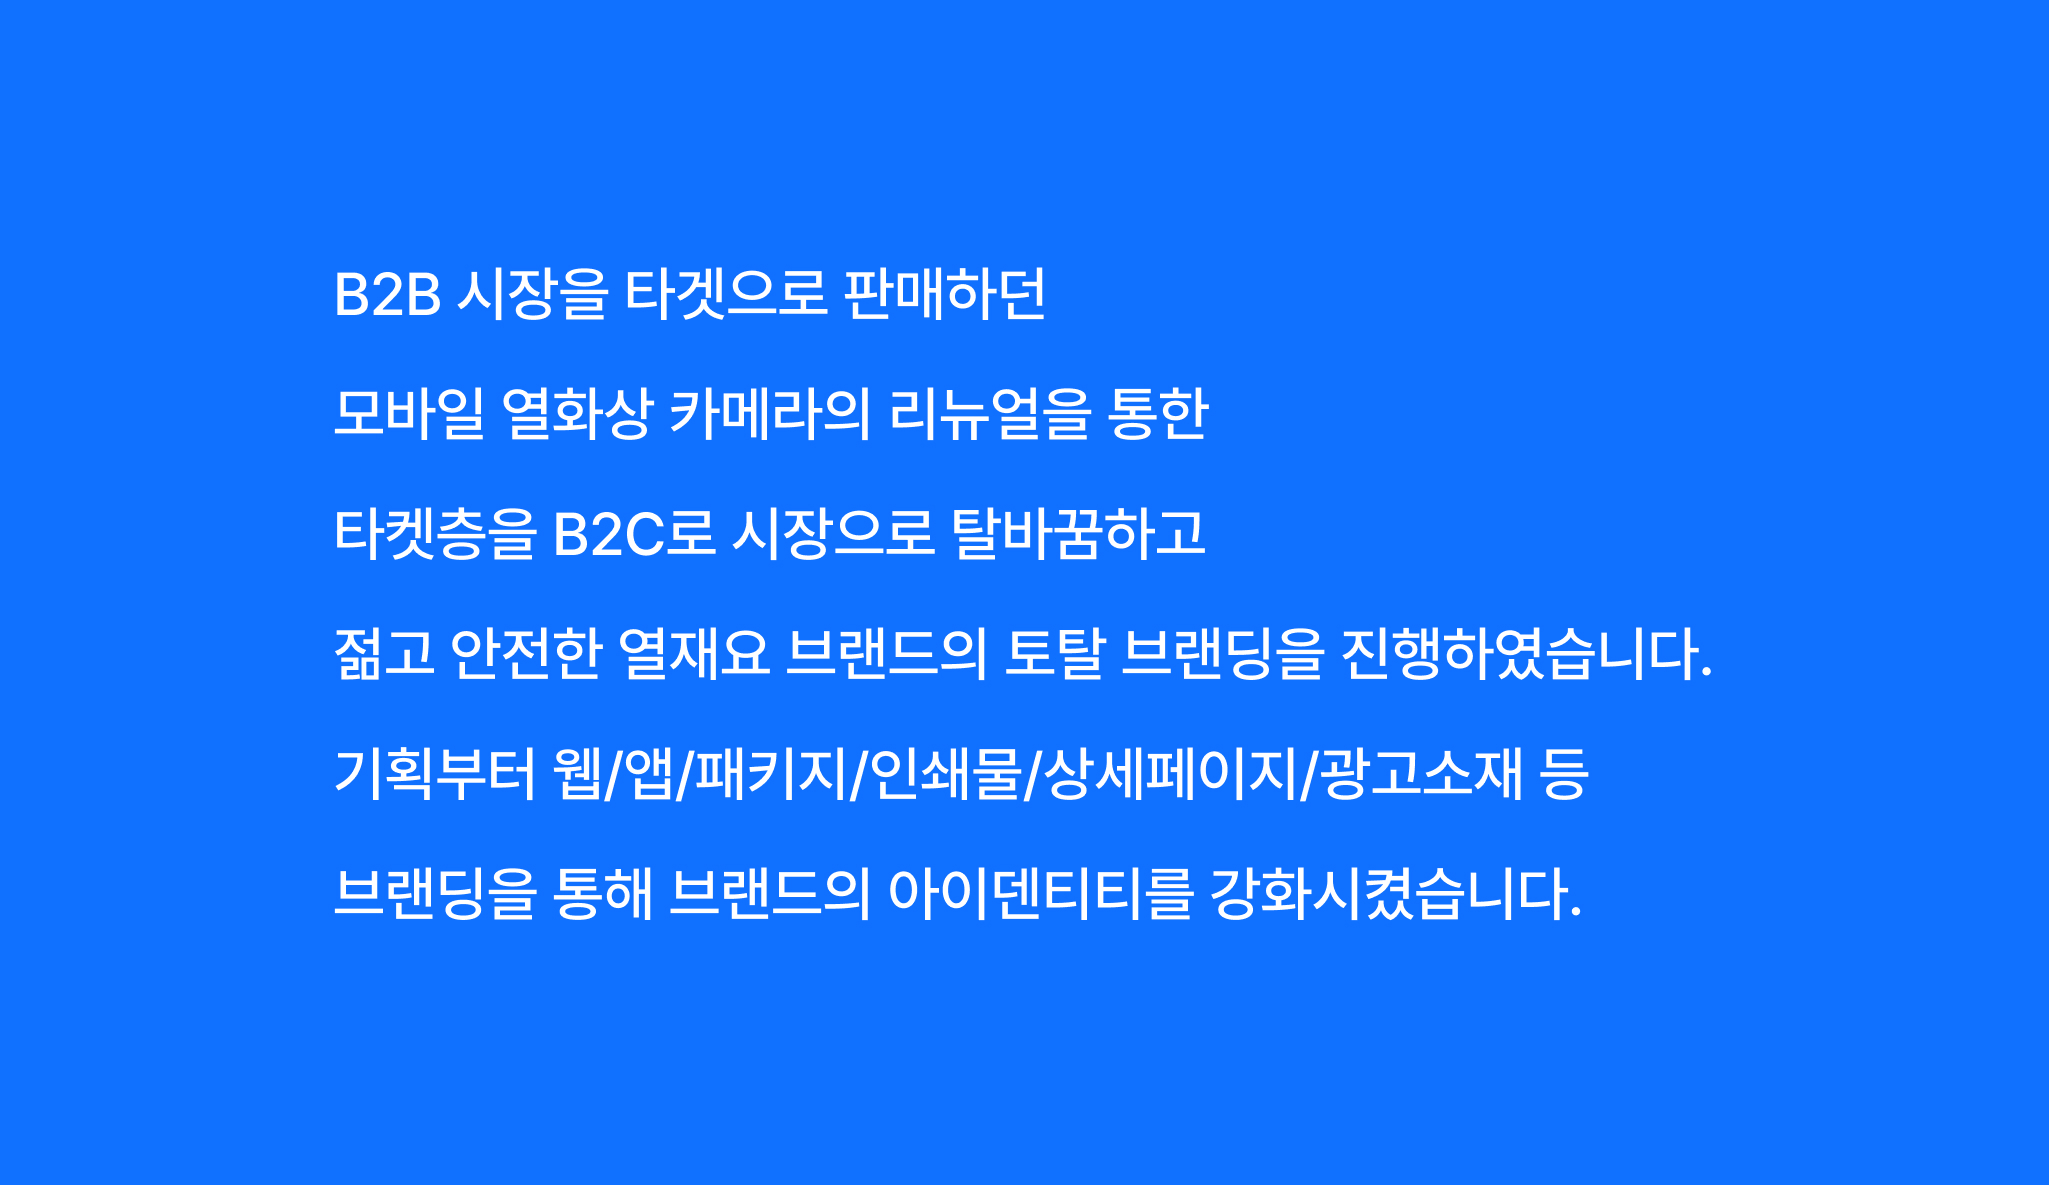 B2B 시장을 타겟으로 판매하던
모바일 열화상 카메라의 리뉴얼을 통한
타켓층을 B2C로 시장으로 탈바꿈하고
젊고 안전한 열재요 브랜드의 토탈 브랜딩을 진행하였습니다.
기획부터 웹/앱/패키지/인쇄물/상세페이지/광고소재 등
브랜딩을 통해 브랜드의 아이덴티티를 강화시켰습니다.